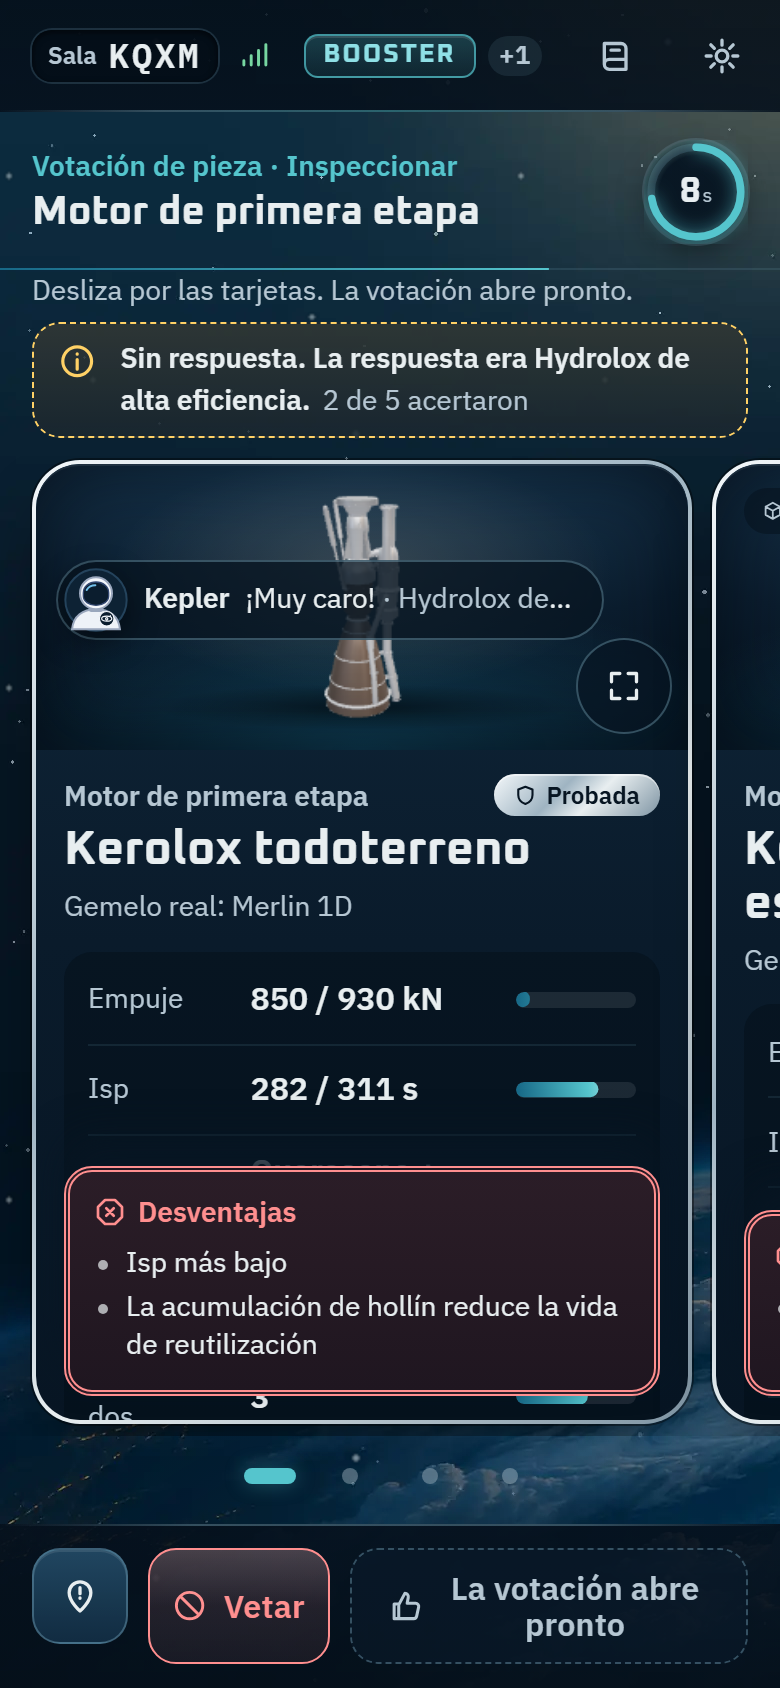 Sala KQXM
BOOSTER
+1
Votación de pieza · Inspeccionar
Motor de primera etapa
8 s
Desliza por las tarjetas. La votación abre pronto.
Sin respuesta. La respuesta era Hydrolox de
alta eficiencia. 2 de 5 acertaron
Kepler ¡Muy caro! · Hydrolox de...
Motor de primera etapa
Probada
Kerolox todoterreno
Gemelo real: Merlin 1D
Empuje 850 / 930 kN
Isp 282 / 311 s
Desventajas
Isp más bajo
La acumulación de hollín reduce la vida
de reutilización
dos 3
Vetar
La votación abre
pronto